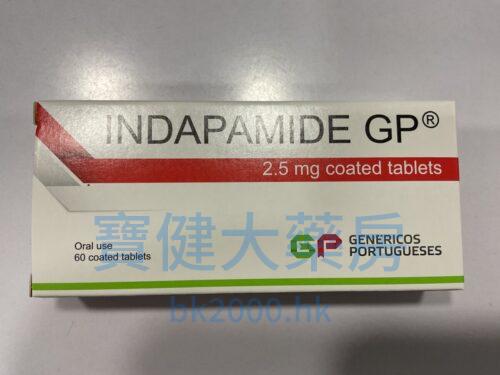 INDAPAMIDE GP®
2.5 mg coated tablets
寶健大藥房
Oral use
60 coated tablets
GP GENÉRICOS
PORTUGUESES
bk2000.hk